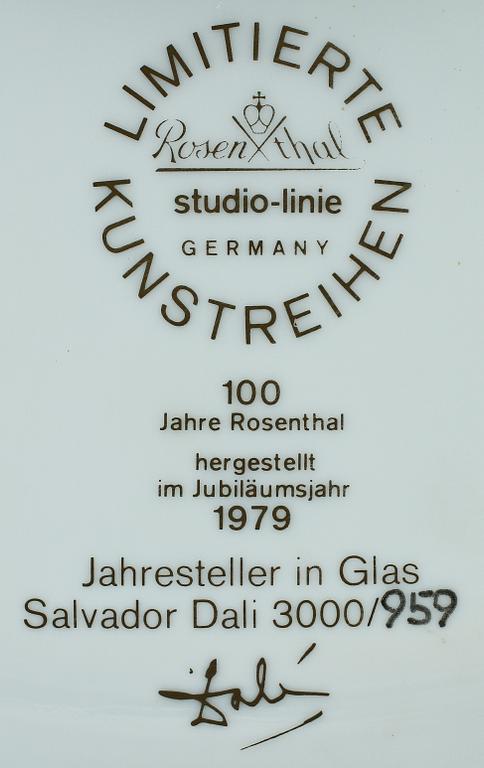 LIMITIERTE
Rosenthal
studio-linie
GERMANY
KUNSTREIHEN
100
Jahre Rosenthal
hergestellt
im Jubiläumsjahr
1979
Jahresteller in Glas
Salvador Dali 3000/959
Dalí